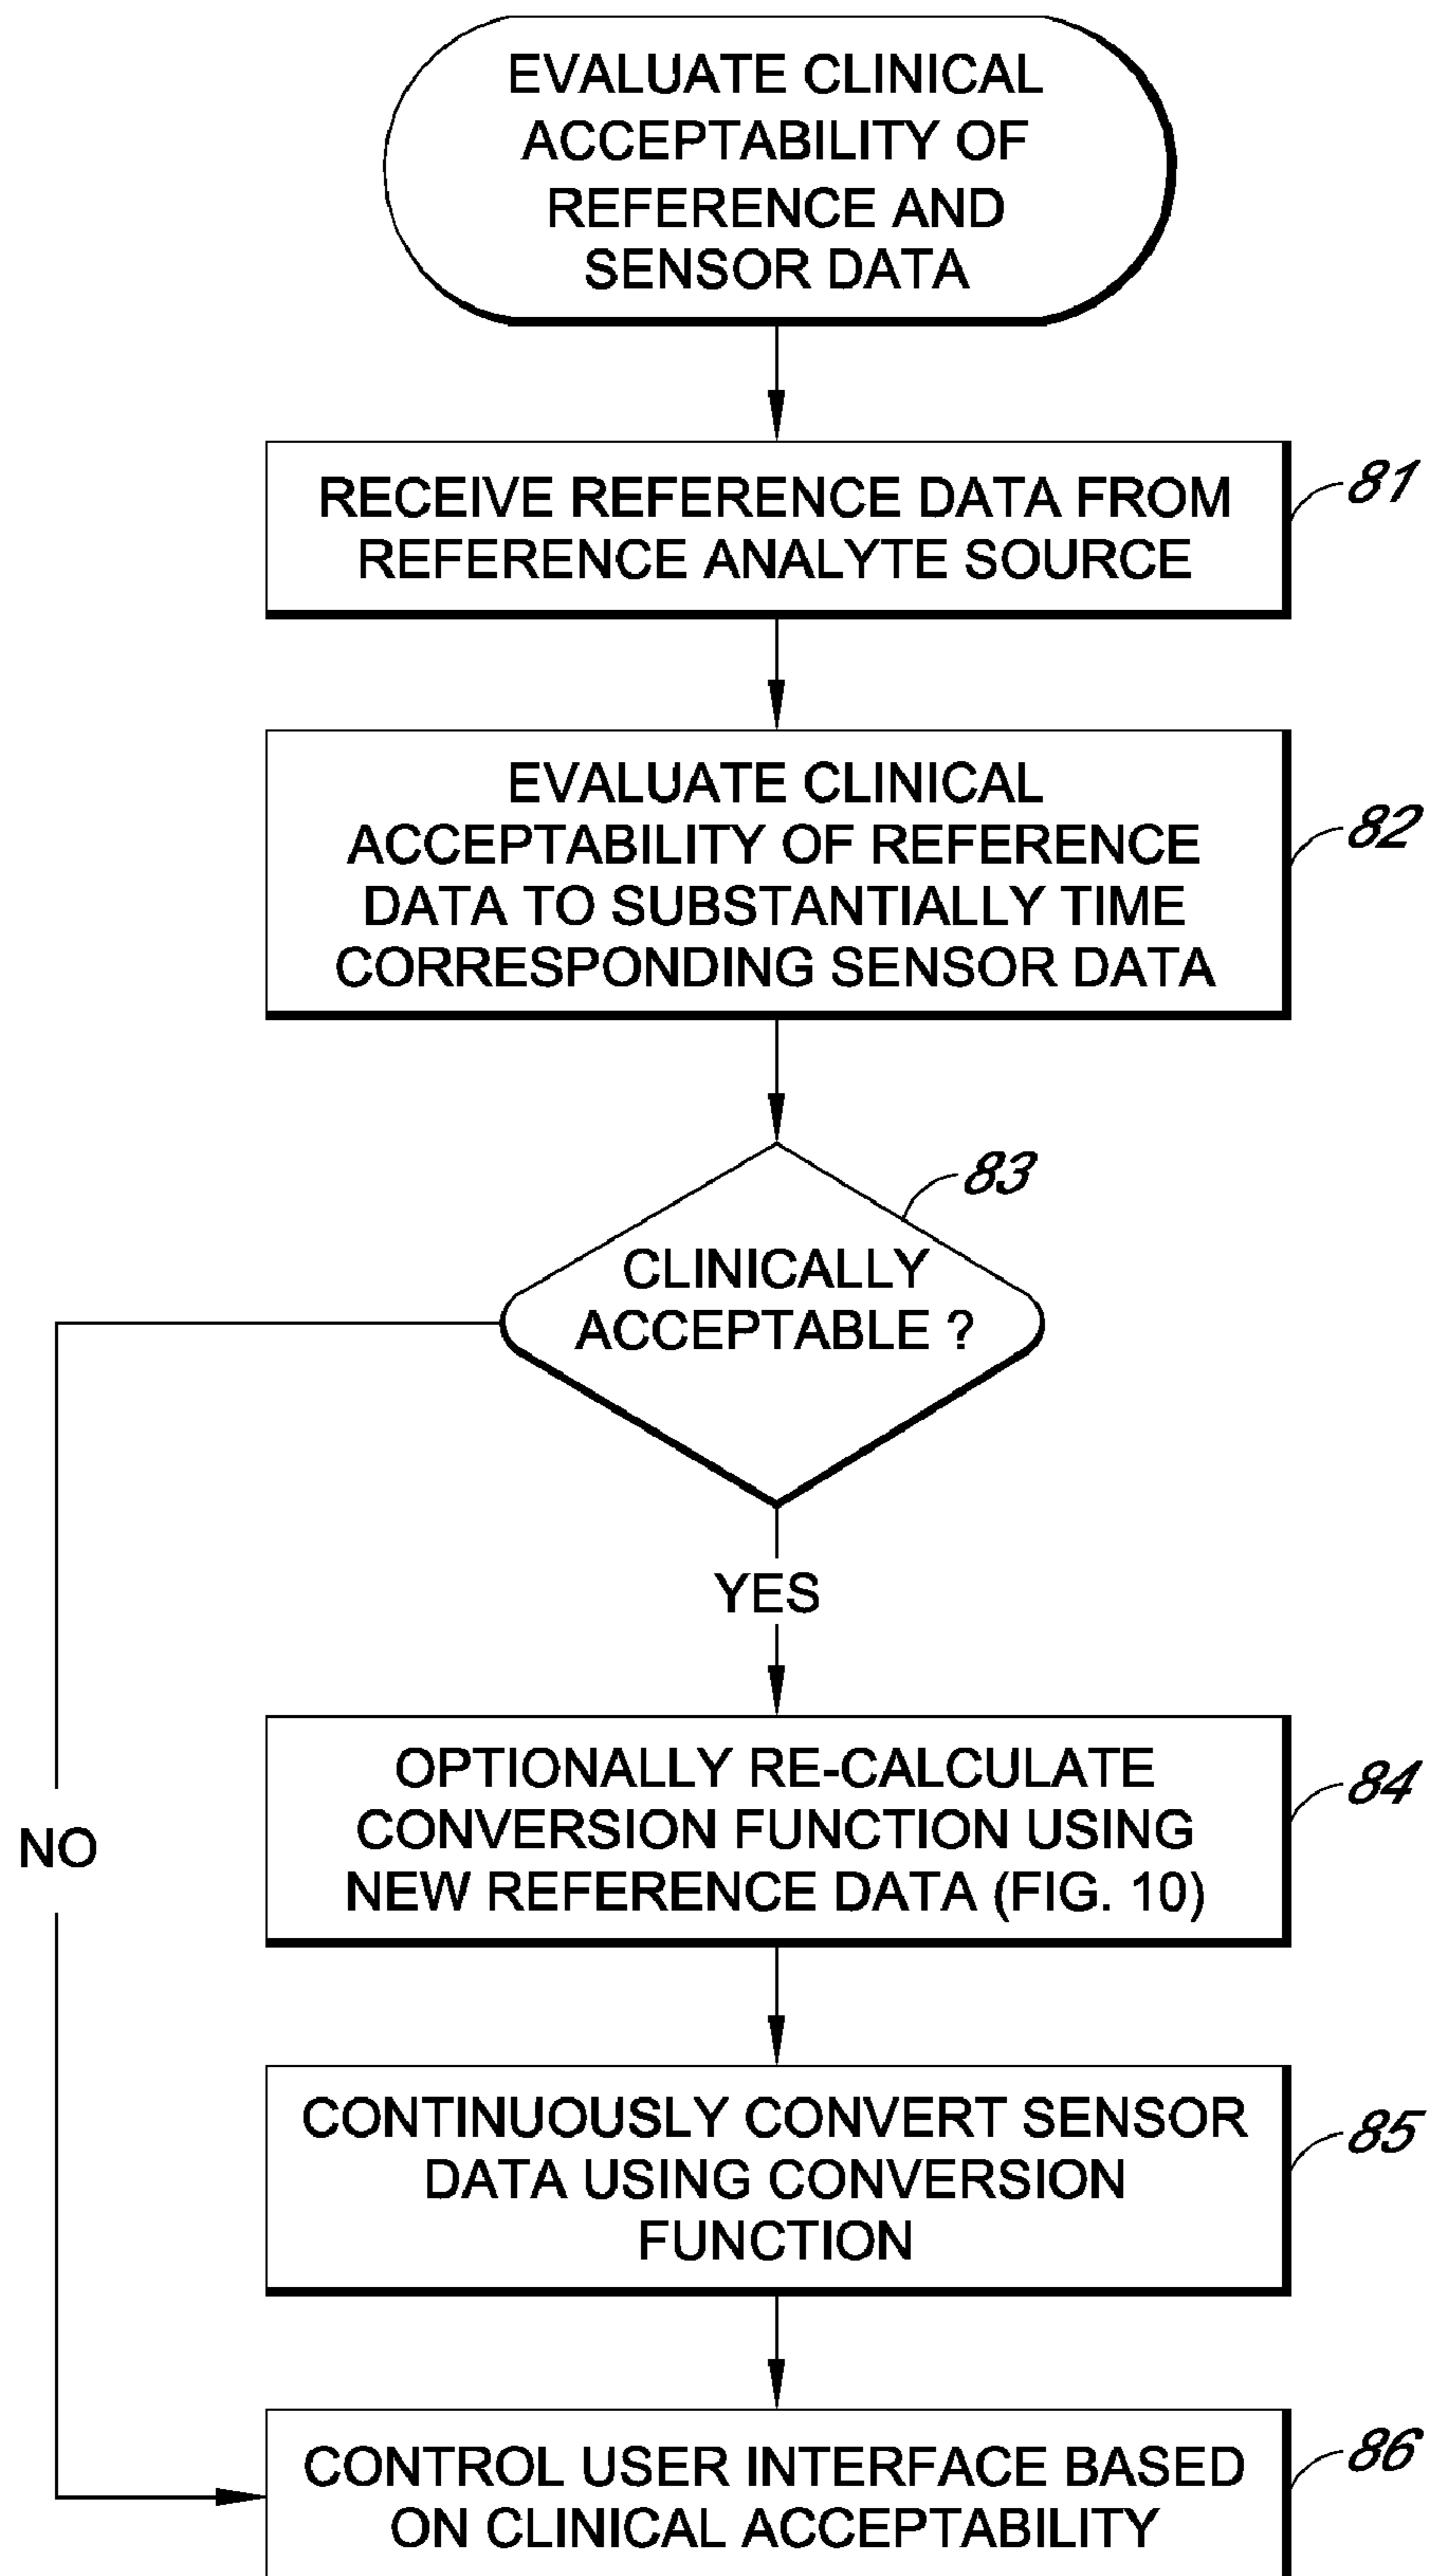 EVALUATE CLINICAL
ACCEPTABILITY OF
REFERENCE AND
SENSOR DATA
RECEIVE REFERENCE DATA FROM
REFERENCE ANALYTE SOURCE
81
EVALUATE CLINICAL
ACCEPTABILITY OF REFERENCE
DATA TO SUBSTANTIALLY TIME
CORRESPONDING SENSOR DATA
82
83
CLINICALLY
ACCEPTABLE ?
YES
NO
OPTIONALLY RE-CALCULATE
CONVERSION FUNCTION USING
NEW REFERENCE DATA (FIG. 10)
84
CONTINUOUSLY CONVERT SENSOR
DATA USING CONVERSION
FUNCTION
85
CONTROL USER INTERFACE BASED
ON CLINICAL ACCEPTABILITY
86